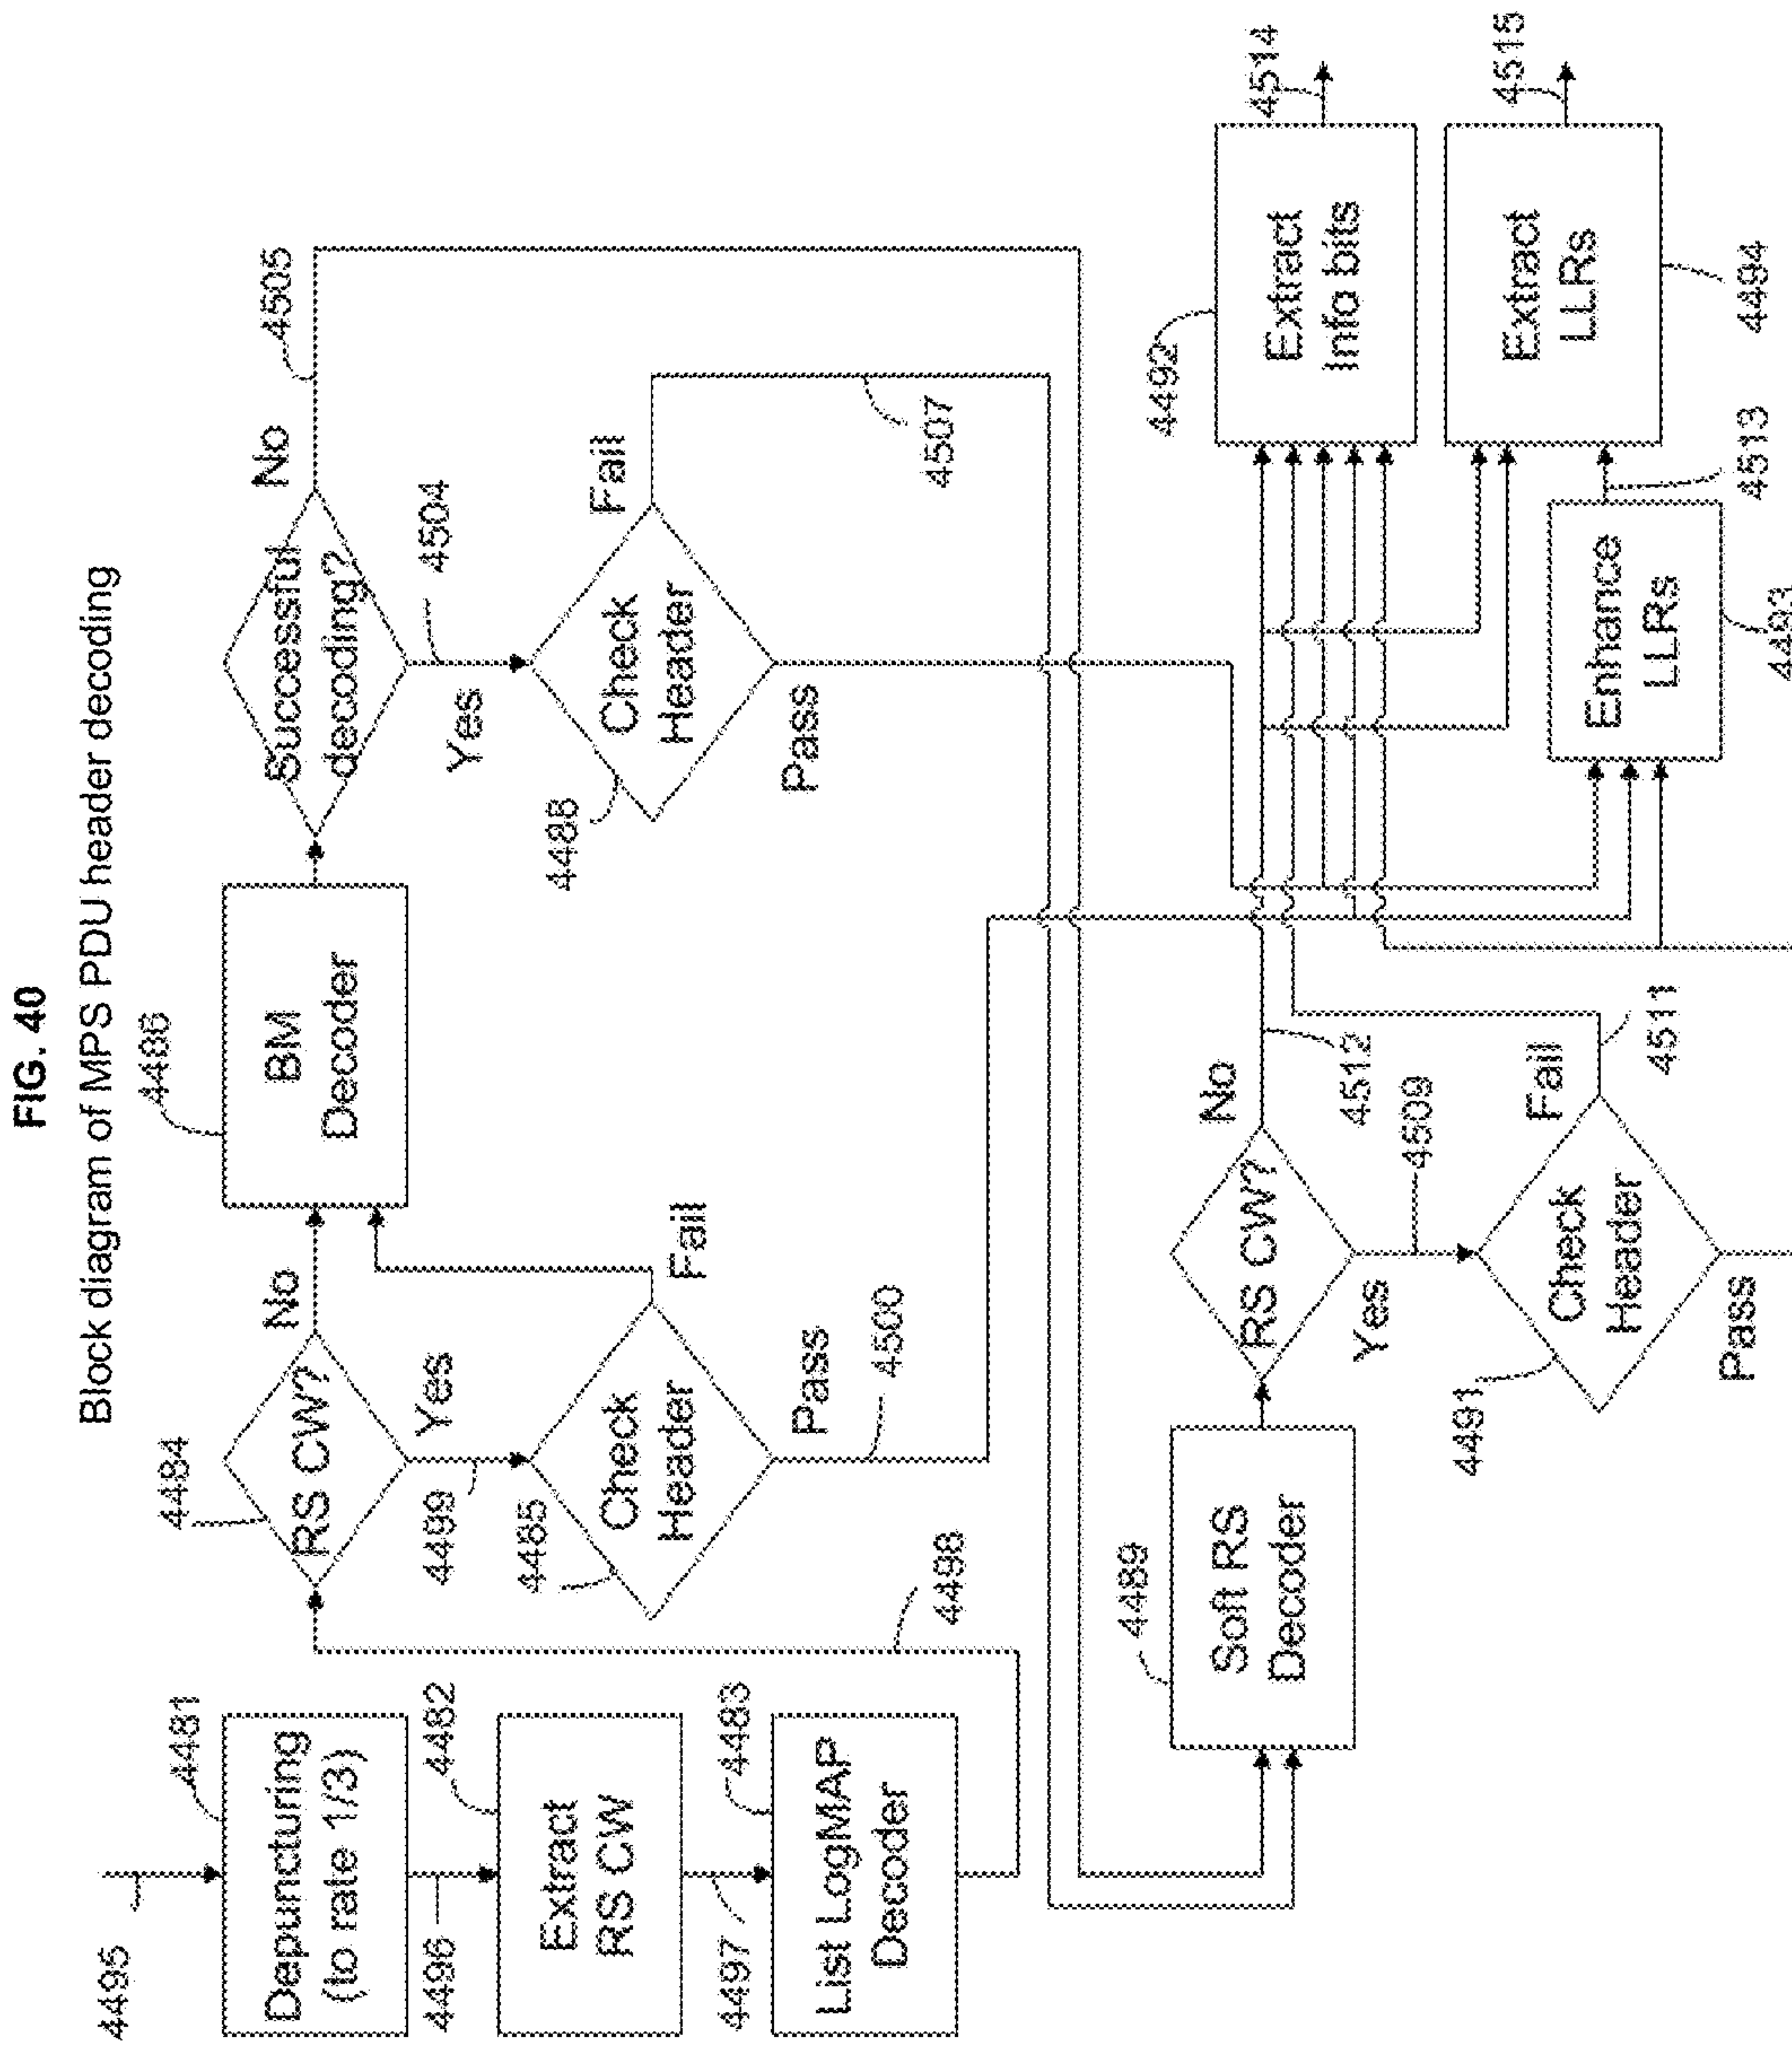 FIG. 40
Block diagram of MPS PDU header decoding
4495
4481
Depuncturing
(to rate 1/3)
4496
4482
Extract
RS CW
4497
4483
List LogMAP
Decoder
4498
4484
RS CW?
No
Yes
4499
4485
Check
Header
Fail
Pass
4500
4486
BM
Decoder
Successful
decoding?
No
4505
Yes
4504
4488
Check
Header
Fail
4507
Pass
4489
Soft RS
Decoder
RS CW?
No
4512
Yes
4509
4491
Check
Header
Fail
4511
Pass
4492
Extract
Info bits
4514
Enhance
LLRs
4493
4513
Extract
LLRs
4494
4515